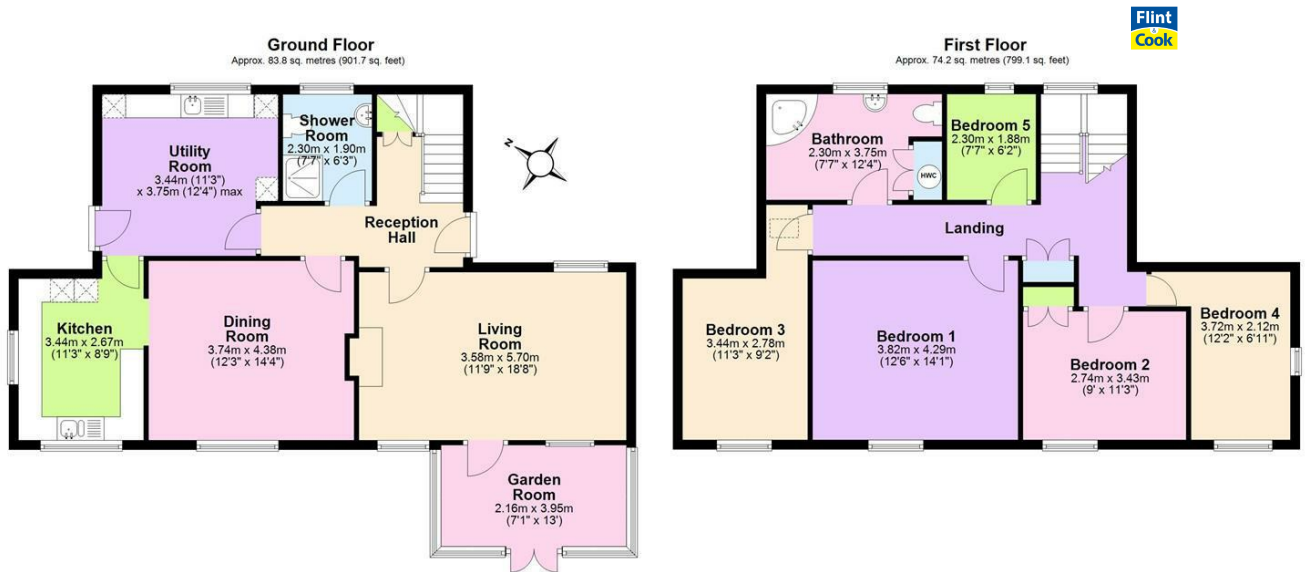 Flint
&
Cook
Ground Floor
Approx. 83.8 sq. metres (901.7 sq. feet)
Utility
Room
3.44m (11'3")
x 3.75m (12'4") max
Shower
Room
2.30m x 1.90m
(7'7" x 6'3")
Reception
Hall
N
Kitchen
3.44m x 2.67m
(11'3" x 8'9")
Dining
Room
3.74m x 4.38m
(12'3" x 14'4")
Living
Room
3.58m x 5.70m
(11'9" x 18'8")
Garden
Room
2.16m x 3.95m
(7'1" x 13')
First Floor
Approx. 74.2 sq. metres (799.1 sq. feet)
Bathroom
2.30m x 3.75m
(7'7" x 12'4")
HWC
Bedroom 5
2.30m x 1.88m
(7'7" x 6'2")
Landing
Bedroom 3
3.44m x 2.78m
(11'3" x 9'2")
Bedroom 1
3.82m x 4.29m
(12'6" x 14'1")
Bedroom 2
2.74m x 3.43m
(9' x 11'3")
Bedroom 4
3.72m x 2.12m
(12'2" x 6'11")